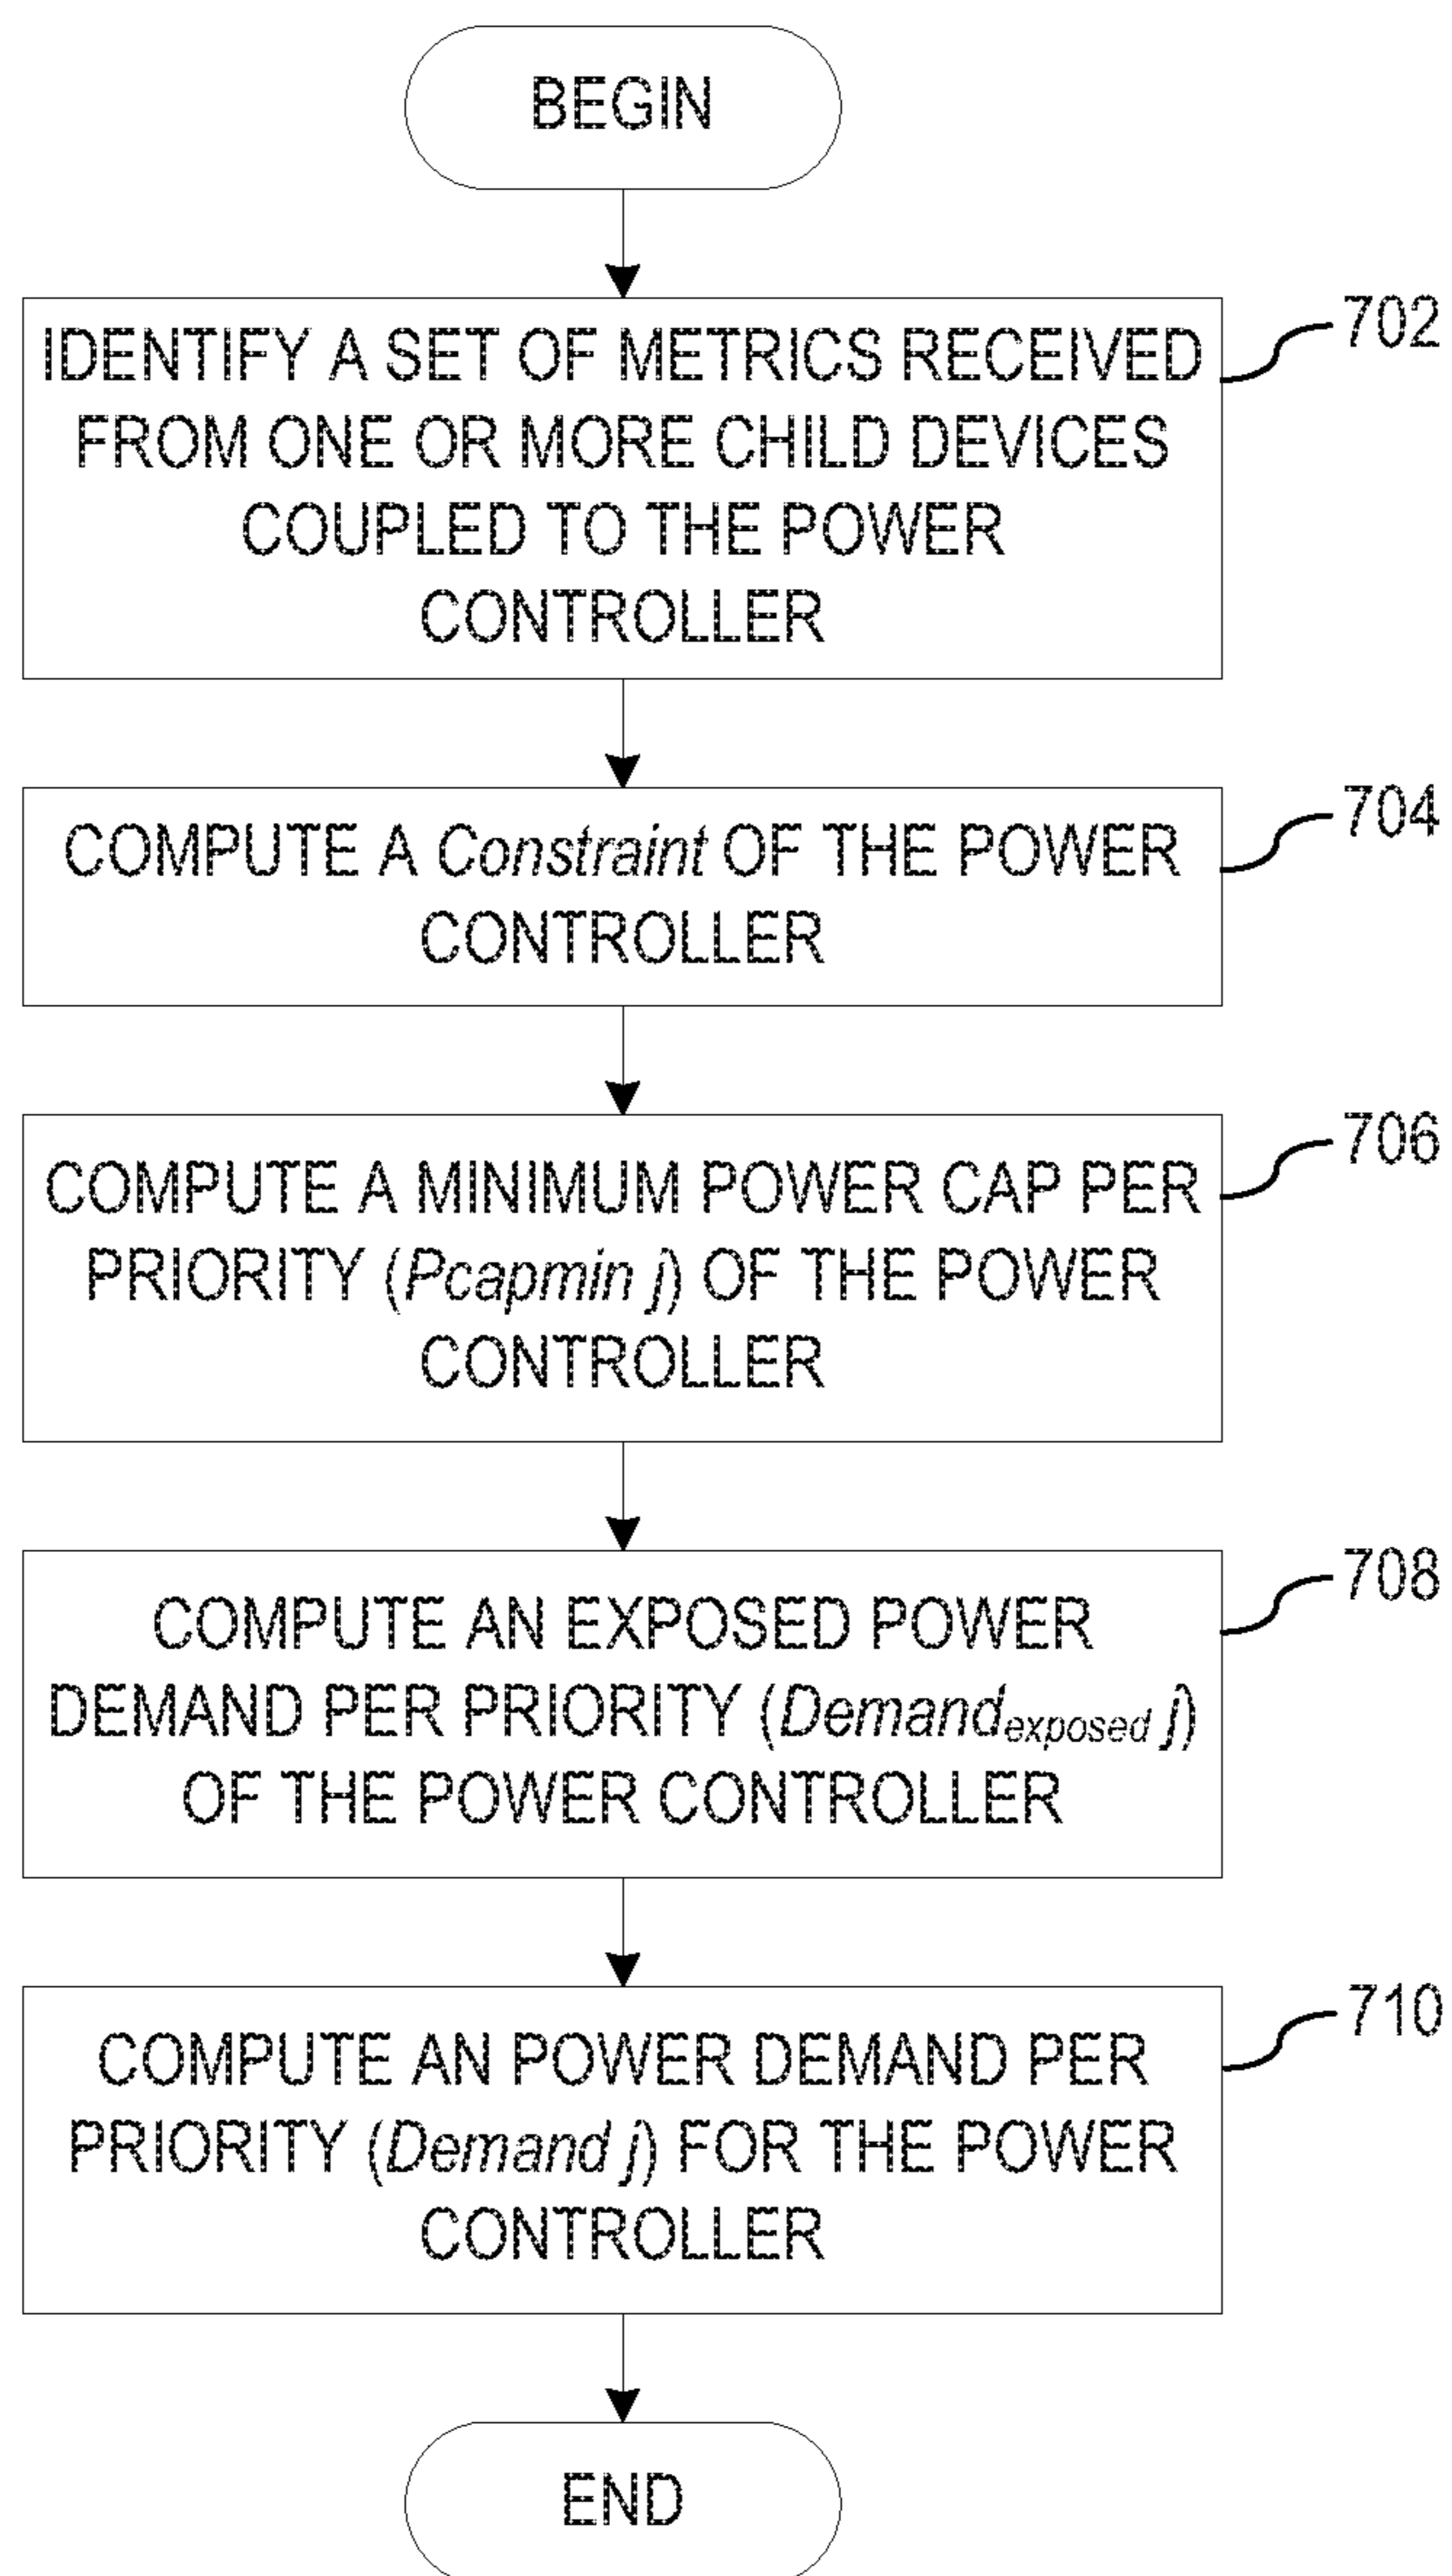 BEGIN
IDENTIFY A SET OF METRICS RECEIVED
FROM ONE OR MORE CHILD DEVICES
COUPLED TO THE POWER
CONTROLLER
702
COMPUTE A Constraint OF THE POWER
CONTROLLER
704
COMPUTE A MINIMUM POWER CAP PER
PRIORITY (Pcapmin j) OF THE POWER
CONTROLLER
706
COMPUTE AN EXPOSED POWER
DEMAND PER PRIORITY (Demandexposed j)
OF THE POWER CONTROLLER
708
COMPUTE AN POWER DEMAND PER
PRIORITY (Demand j) FOR THE POWER
CONTROLLER
710
END